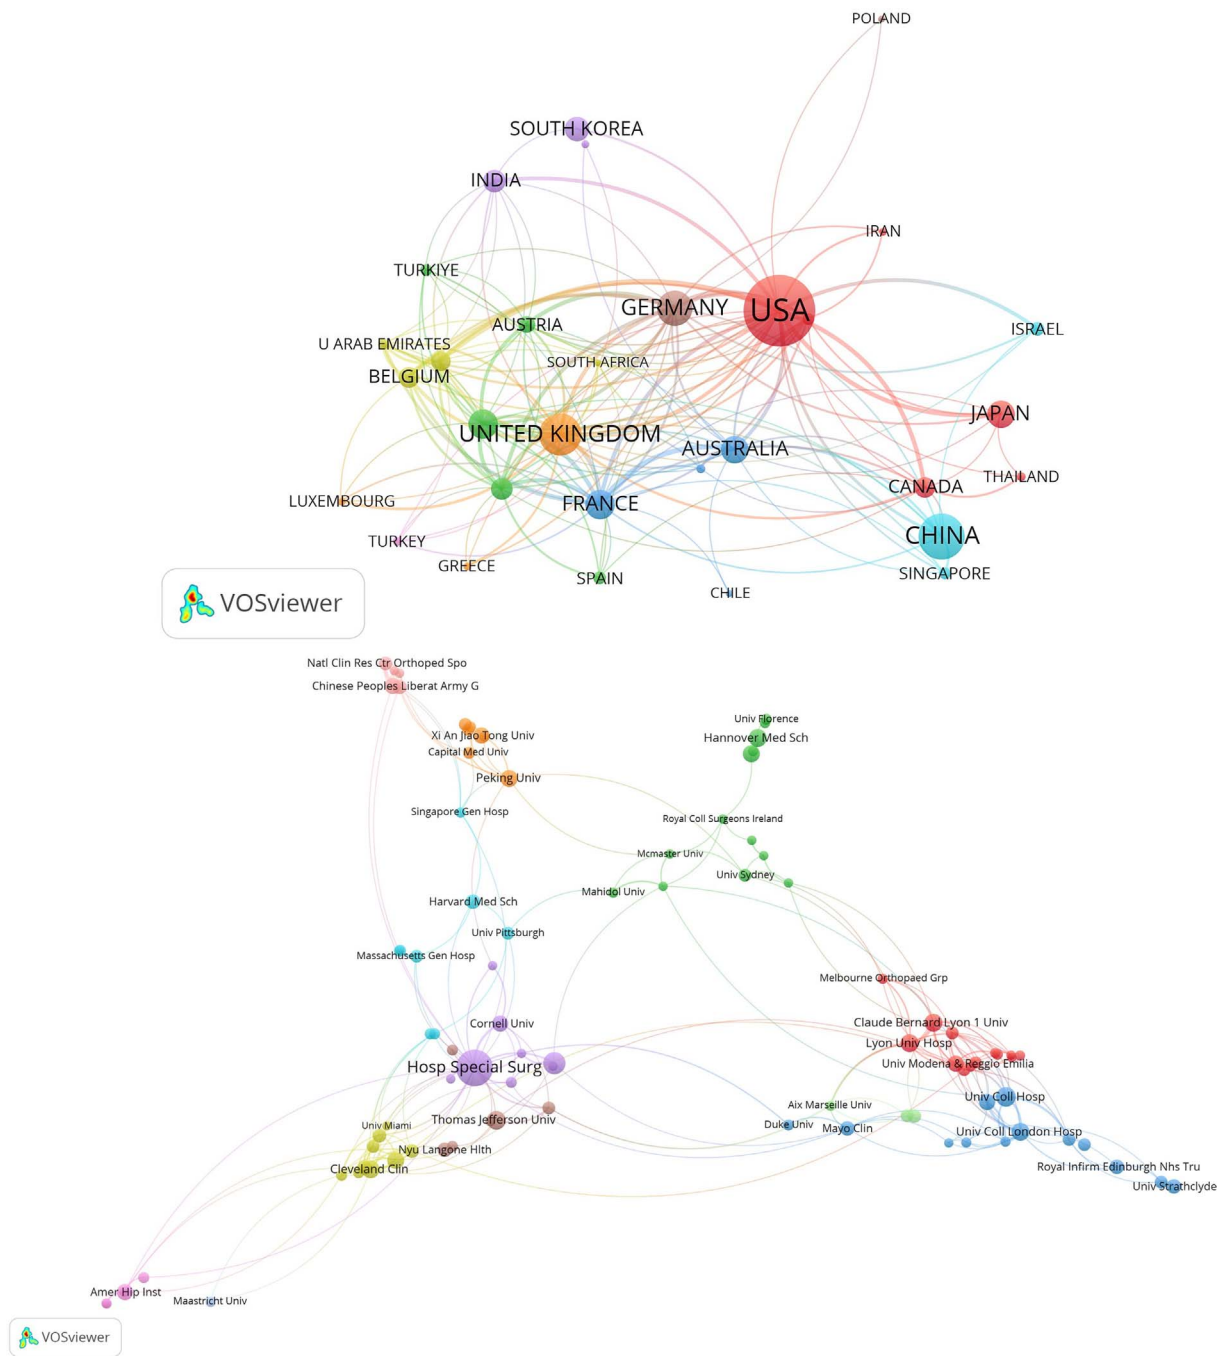 POLAND
SOUTH KOREA
INDIA
IRAN
TURKIYE
GERMANY
USA
AUSTRIA
ISRAEL
U ARAB EMIRATES
SOUTH AFRICA
BELGIUM
JAPAN
UNITED KINGDOM
AUSTRALIA
THAILAND
CANADA
LUXEMBOURG
FRANCE
CHINA
TURKEY
GREECE
SPAIN
SINGAPORE
CHILE
VOSviewer
Natl Clin Res Ctr Orthoped Spo
Chinese Peoples Liberat Army G
Univ Florence
Xi An Jiao Tong Univ
Hannover Med Sch
Capital Med Univ
Peking Univ
Singapore Gen Hosp
Royal Coll Surgeons Ireland
Mcmaster Univ
Univ Sydney
Mahidol Univ
Harvard Med Sch
Univ Pittsburgh
Massachusetts Gen Hosp
Melbourne Orthopaed Grp
Cornell Univ
Claude Bernard Lyon 1 Univ
Lyon Univ Hosp
Hosp Special Surg
Univ Modena & Reggio Emilia
Univ Coll Hosp
Aix Marseille Univ
Thomas Jefferson Univ
Univ Miami
Duke Univ
Mayo Clin
Univ Coll London Hosp
Nyu Langone Hlth
Cleveland Clin
Royal Infirm Edinburgh Nhs Tru
Univ Strathclyde
Amer Hip Inst
Maastricht Univ
VOSviewer